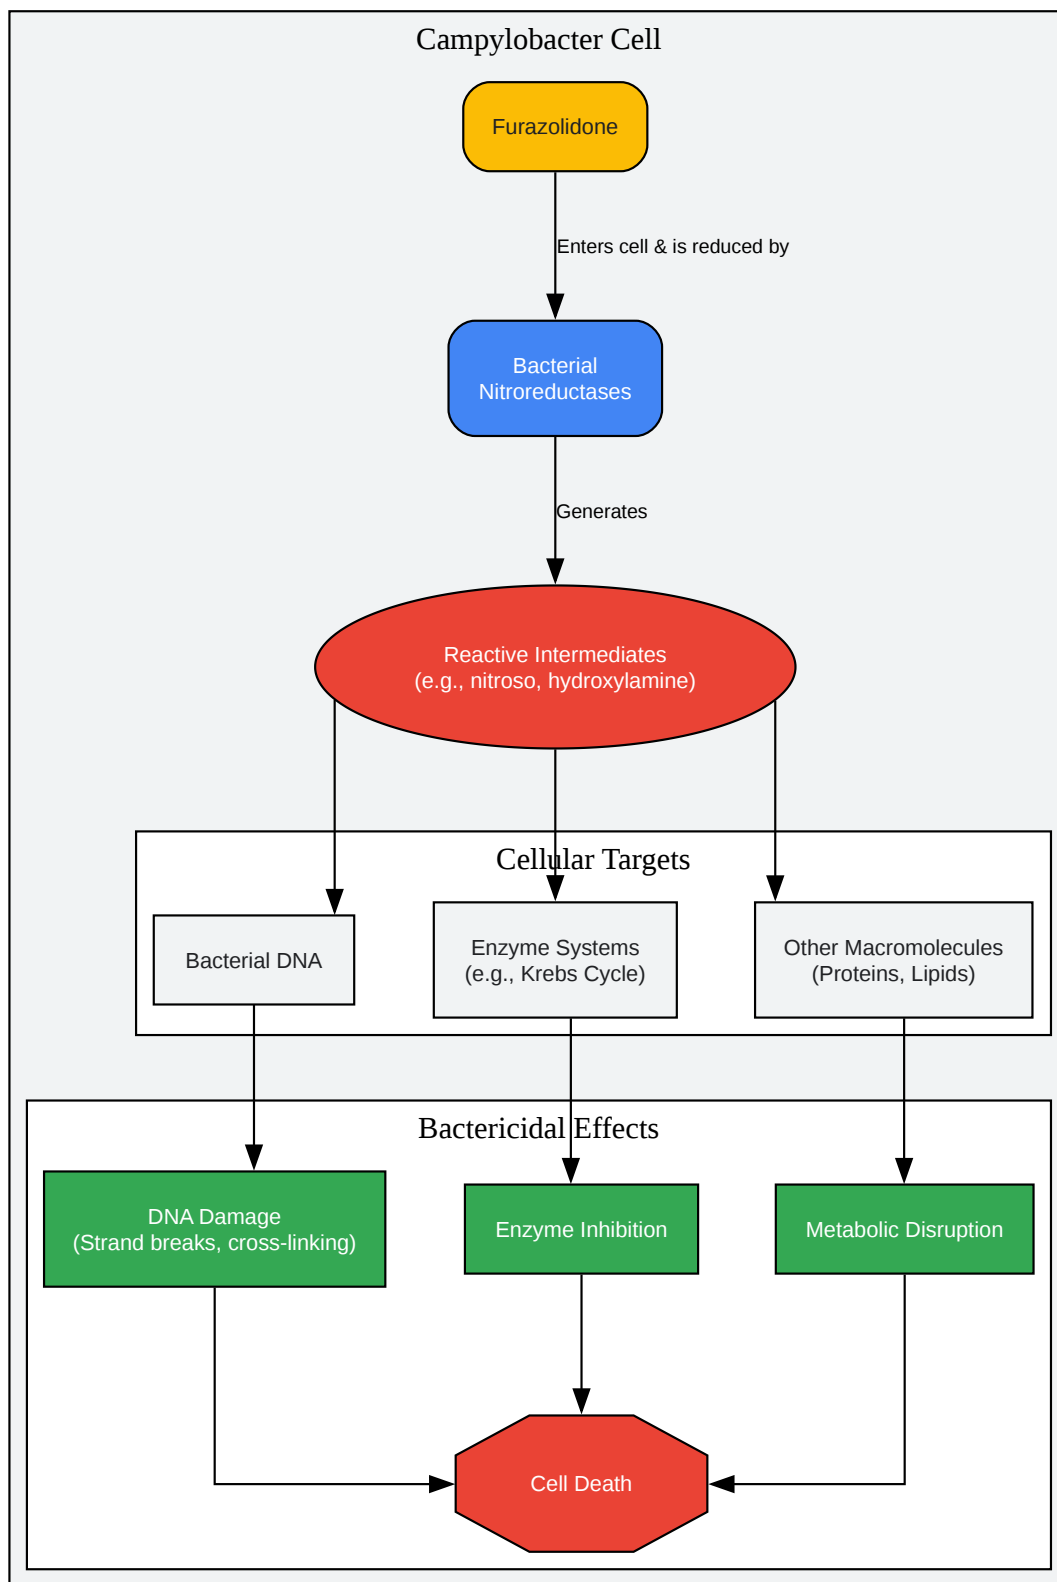 Campylobacter Cell
Furazolidone
Enters cell & is reduced by
Bacterial
Nitroreductases
Generates
Reactive Intermediates
(e.g., nitroso, hydroxylamine)
Cellular Targets
Bacterial DNA
Enzyme Systems
(e.g., Krebs Cycle)
Other Macromolecules
(Proteins, Lipids)
Bactericidal Effects
DNA Damage
(Strand breaks, cross-linking)
Enzyme Inhibition
Metabolic Disruption
Cell Death